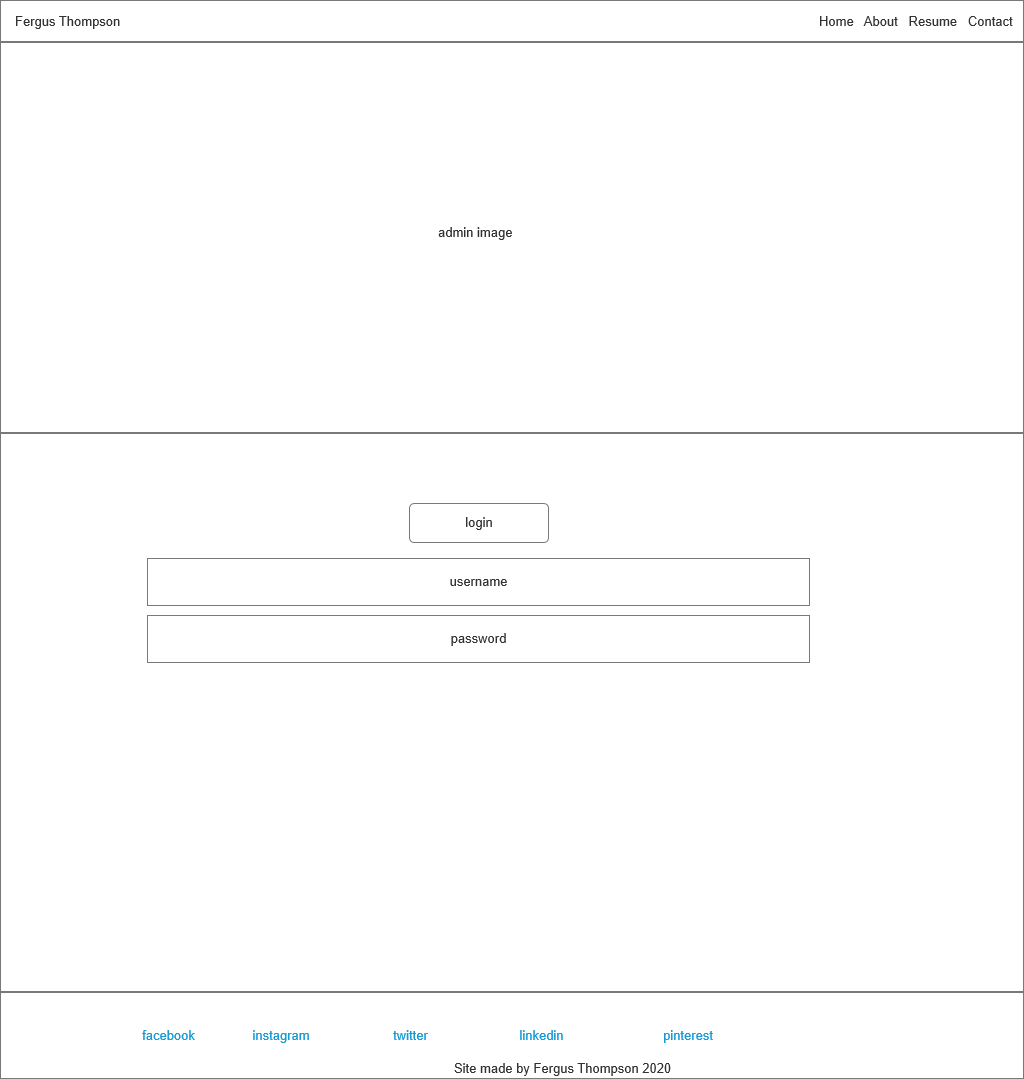 Fergus Thompson Home About Resume Contact
admin image
login
username
password
facebook instagram twitter linkedin pinterest
Site made by Fergus Thompson 2020